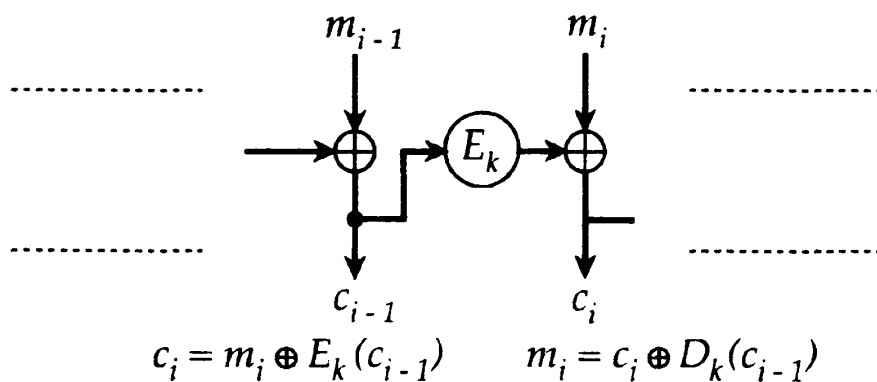 m_{i-1} m_i
E_k
c_{i-1} c_i
c_i = m_i ⊕ E_k(c_{i-1}) m_i = c_i ⊕ D_k(c_{i-1})